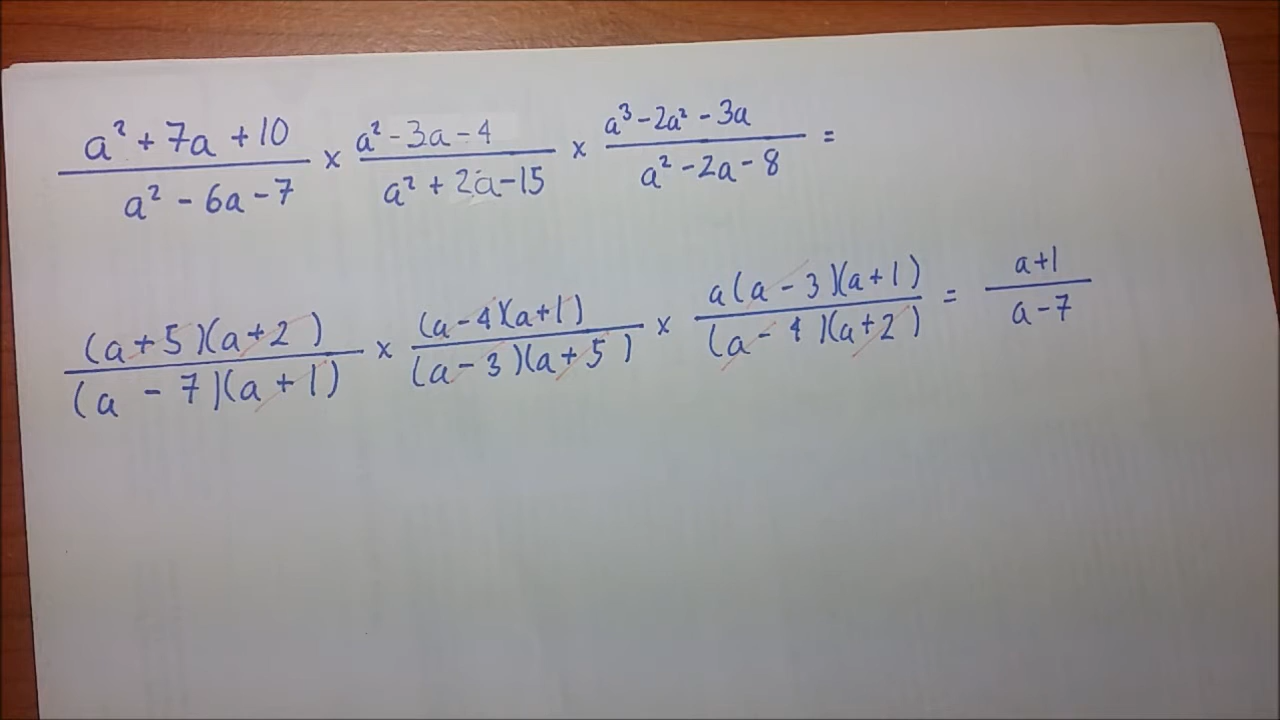 (a² + 7a + 10)/(a² - 6a - 7) × (a² - 3a - 4)/(a² + 2a - 15) × (a³ - 2a² - 3a)/(a² - 2a - 8) =
((a + 5)(a + 2))/((a - 7)(a + 1)) × ((a - 4)(a + 1))/((a - 3)(a + 5)) × (a(a - 3)(a + 1))/((a - 4)(a + 2)) = (a + 1)/(a - 7)